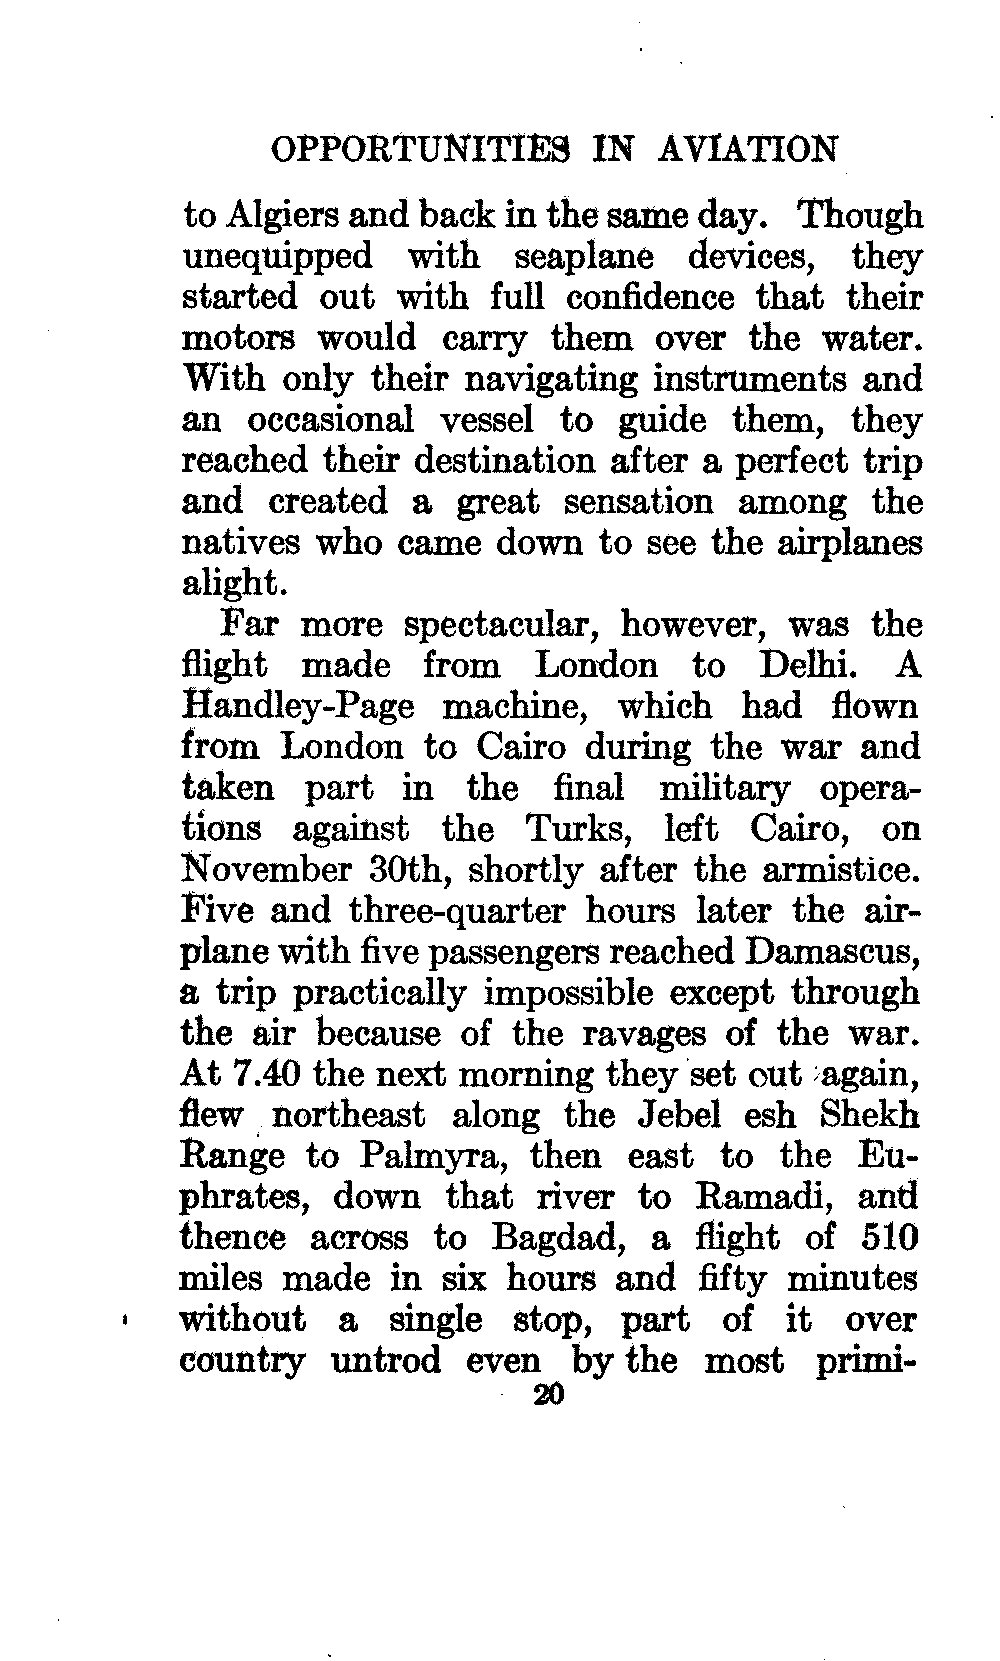 OPPORTUNITIES IN AVIATION
to Algiers and back in the same day. Though
unequipped with seaplane devices, they
started out with full confidence that their
motors would carry them over the water.
With only their navigating instruments and
an occasional vessel to guide them, they
reached their destination after a perfect trip
and created a great sensation among the
natives who came down to see the airplanes
alight.
Far more spectacular, however, was the
flight made from London to Delhi. A
Handley-Page machine, which had flown
from London to Cairo during the war and
taken part in the final military opera-
tions against the Turks, left Cairo, on
November 30th, shortly after the armistice.
Five and three-quarter hours later the air-
plane with five passengers reached Damascus,
a trip practically impossible except through
the air because of the ravages of the war.
At 7.40 the next morning they set out again,
flew northeast along the Jebel esh Shekh
Range to Palmyra, then east to the Eu-
phrates, down that river to Ramadi, and
thence across to Bagdad, a flight of 510
miles made in six hours and fifty minutes
without a single stop, part of it over
country untrod even by the most primi-
20